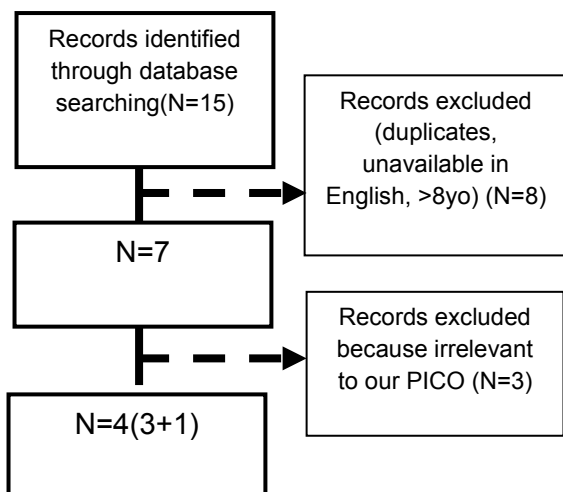 Records identified
through database
searching(N=15)
Records excluded
(duplicates,
unavailable in
English, >8yo) (N=8)
N=7
Records excluded
because irrelevant
to our PICO (N=3)
N=4(3+1)